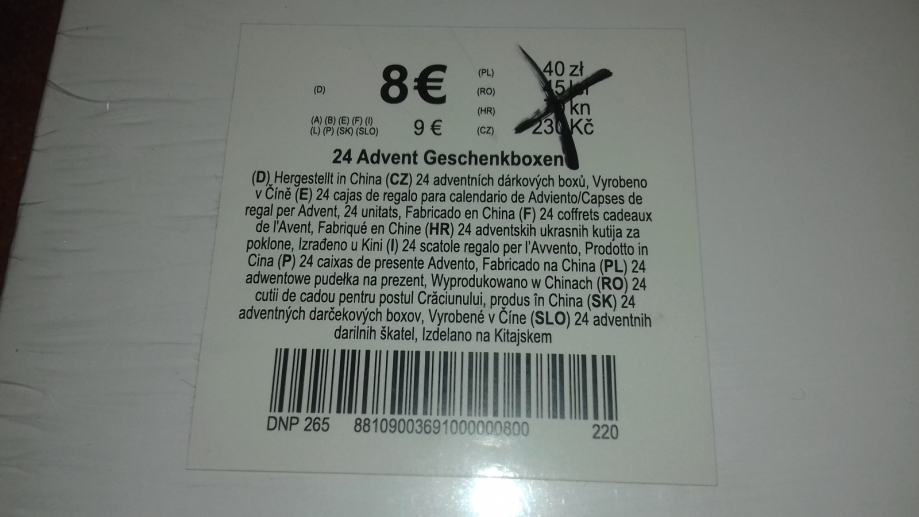 (D) 8€ (PL) 40 zł
(RO) 45
(A) (B) (E) (F) (I) (HR) kn
(L) (P) (SK) (SLO) 9 € (CZ) 230 Kč
24 Advent Geschenkboxen
(D) Hergestellt in China (CZ) 24 adventních dárkových boxů, Vyrobeno
v Číně (E) 24 cajas de regalo para calendario de Adviento/Capses de
regal per Advent, 24 unitats, Fabricado en China (F) 24 coffrets cadeaux
de l'Avent, Fabriqué en Chine (HR) 24 adventskih ukrasnih kutija za
poklone, Izrađeno u Kini (I) 24 scatole regalo per l'Avvento, Prodotto in
Cina (P) 24 caixas de presente Advento, Fabricado na China (PL) 24
adwentowe pudełka na prezent, Wyprodukowano w Chinach (RO) 24
cutii de cadou pentru postul Crăciunului, produs în China (SK) 24
adventných darčekových boxov, Vyrobené v Číne (SLO) 24 adventnih
darilnih škatel, Izdelano na Kitajskem
DNP 265 88109003691000000800 220